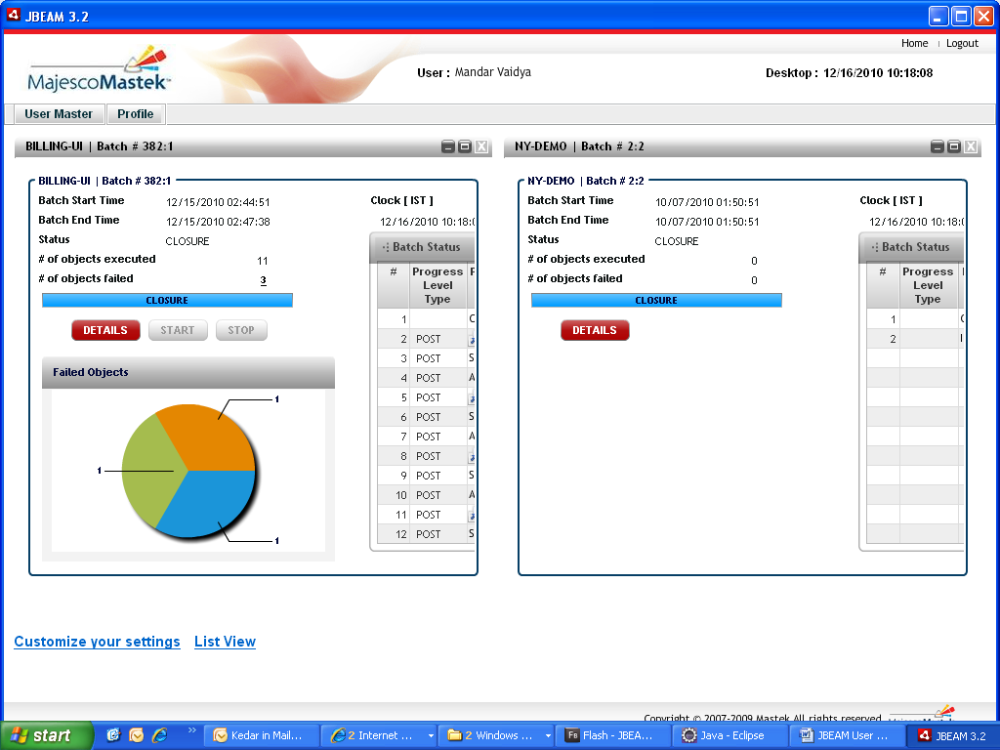 JBEAM 3.2
Home | Logout
MajescoMastek
User : Mandar Vaidya
Desktop : 12/16/2010 10:18:08
User Master
Profile
BILLING-UI | Batch # 382:1
BILLING-UI | Batch # 382:1
Batch Start Time 12/15/2010 02:44:51
Batch End Time 12/15/2010 02:47:38
Status CLOSURE
# of objects executed 11
# of objects failed 3
CLOSURE
DETAILS START STOP
Failed Objects
1
1
1
Clock [ IST ]
12/16/2010 10:18:0
Batch Status
# Progress Level Type
1
2 POST
3 POST
4 POST
5 POST
6 POST
7 POST
8 POST
9 POST
10 POST
11 POST
12 POST
NY-DEMO | Batch # 2:2
NY-DEMO | Batch # 2:2
Batch Start Time 10/07/2010 01:50:51
Batch End Time 10/07/2010 01:50:51
Status CLOSURE
# of objects executed 0
# of objects failed 0
CLOSURE
DETAILS
Clock [ IST ]
12/16/2010 10:18:0
Batch Status
# Progress Level Type
1
2
Customize your settings List View
Copyright © 2007-2009 Mastek All rights reserved
start
Kedar in Mail...
2 Internet ...
2 Windows ...
Flash - JBEA...
Java - Eclipse
JBEAM User ...
JBEAM 3.2